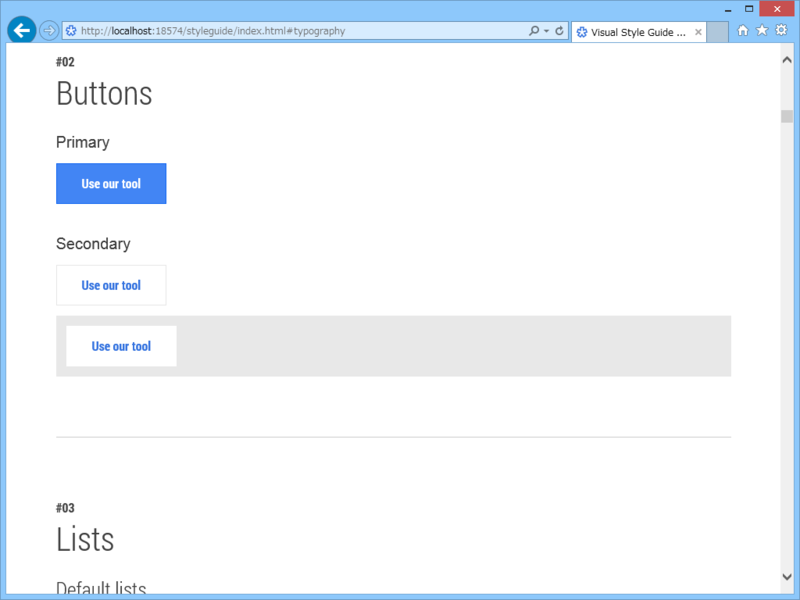 http://localhost:18574/styleguide/index.html#typography
Visual Style Guide ...
#02
Buttons
Primary
Use our tool
Secondary
Use our tool
Use our tool
#03
Lists
Default lists